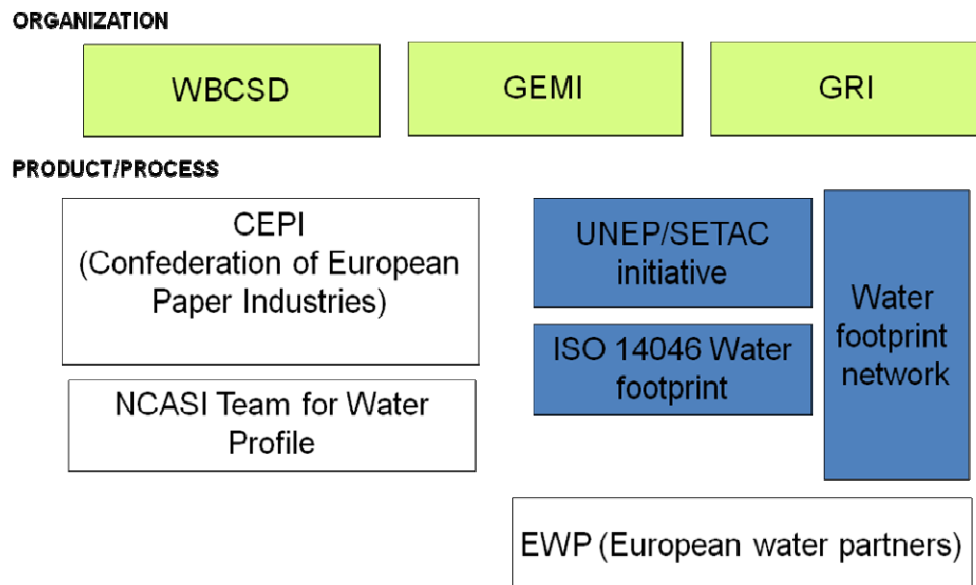 ORGANIZATION
WBCSD
GEMI
GRI
PRODUCT/PROCESS
CEPI
(Confederation of European
Paper Industries)
NCASI Team for Water
Profile
UNEP/SETAC
initiative
ISO 14046 Water
footprint
Water
footprint
network
EWP (European water partners)